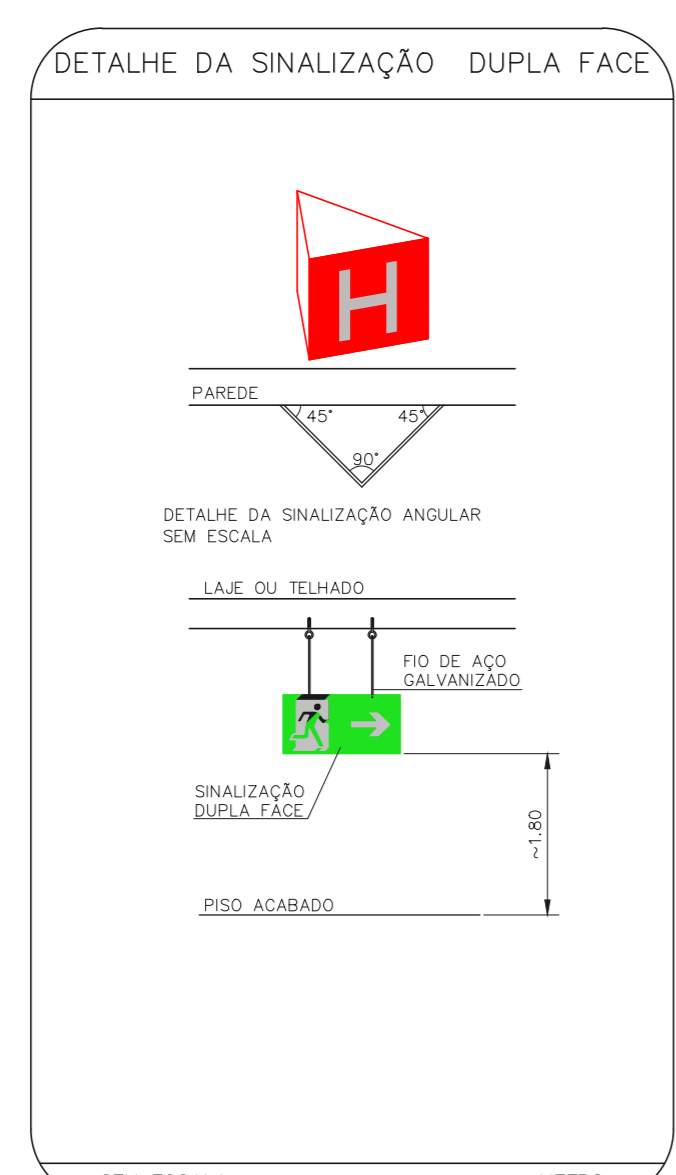 DETALHE DA SINALIZAÇÃO DUPLA FACE
H
PAREDE
45°
45°
90°
DETALHE DA SINALIZAÇÃO ANGULAR
SEM ESCALA
LAJE OU TELHADO
FIO DE AÇO
GALVANIZADO
SINALIZAÇÃO
DUPLA FACE
~1.80
PISO ACABADO